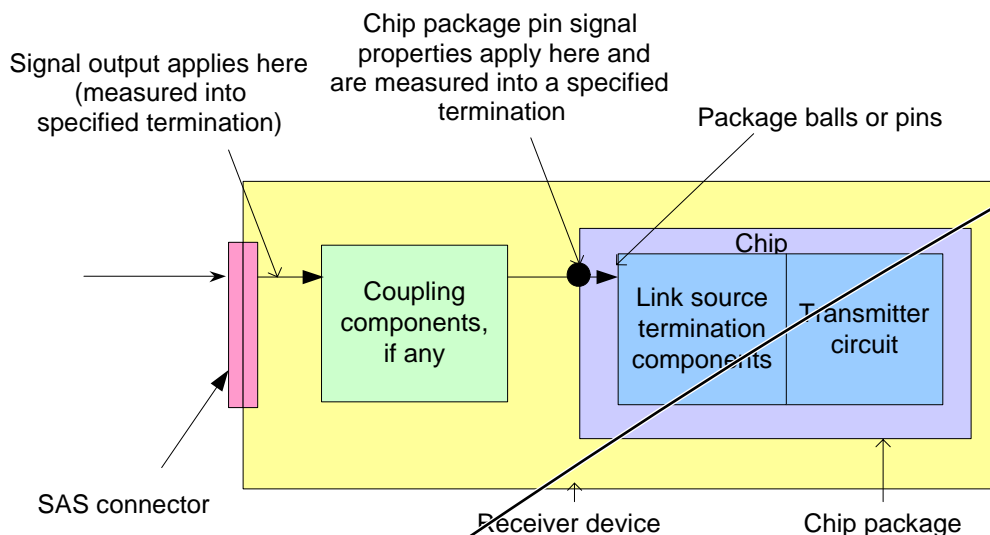 Signal output applies here
(measured into
specified termination)
Chip package pin signal
properties apply here and
are measured into a specified
termination
Package balls or pins
Chip
Coupling
components,
if any
Link source
termination
components
Transmitter
circuit
SAS connector
Receiver device
Chip package